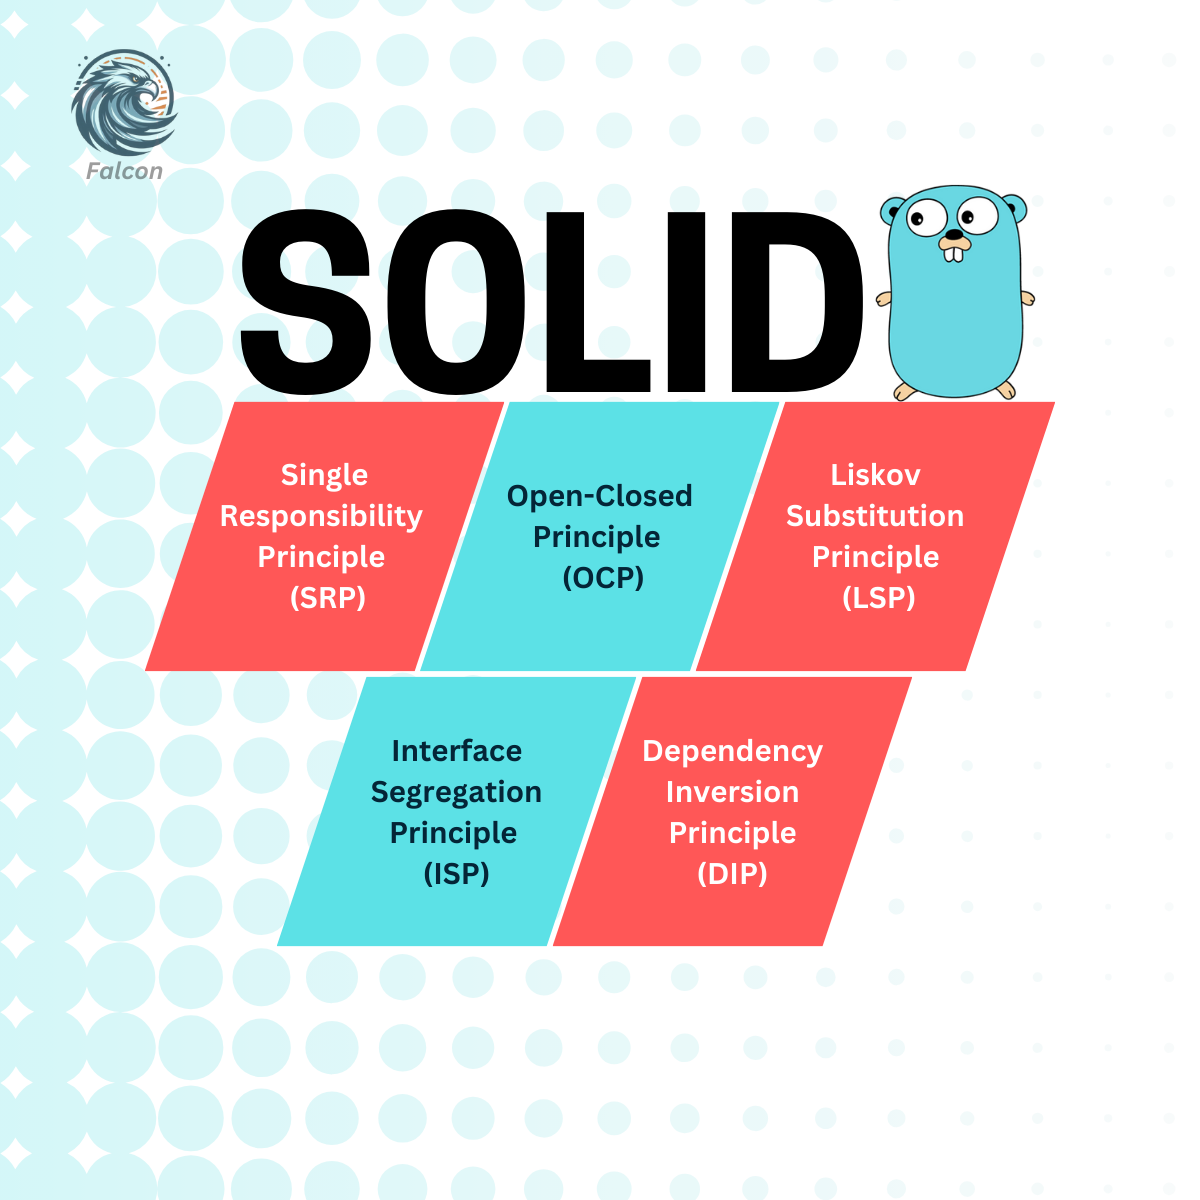 Falcon
SOLID
Single
Responsibility
Principle
(SRP)
Open-Closed
Principle
(OCP)
Liskov
Substitution
Principle
(LSP)
Interface
Segregation
Principle
(ISP)
Dependency
Inversion
Principle
(DIP)